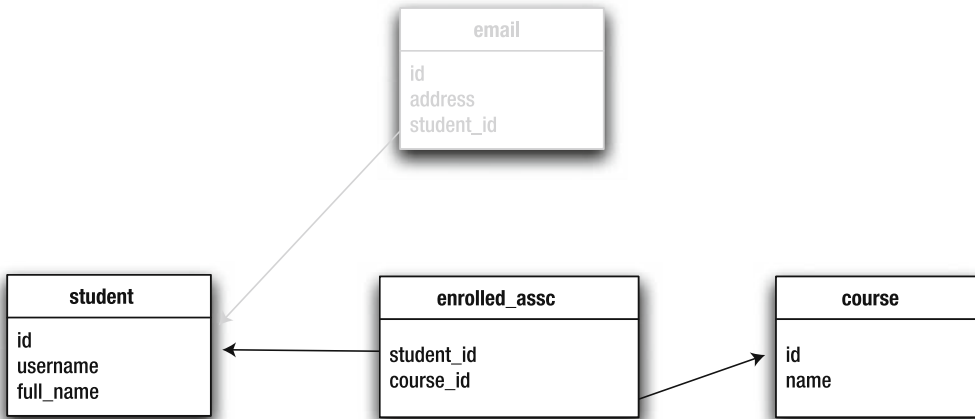 email
id
address
student_id
student
id
username
full_name
enrolled_assc
student_id
course_id
course
id
name